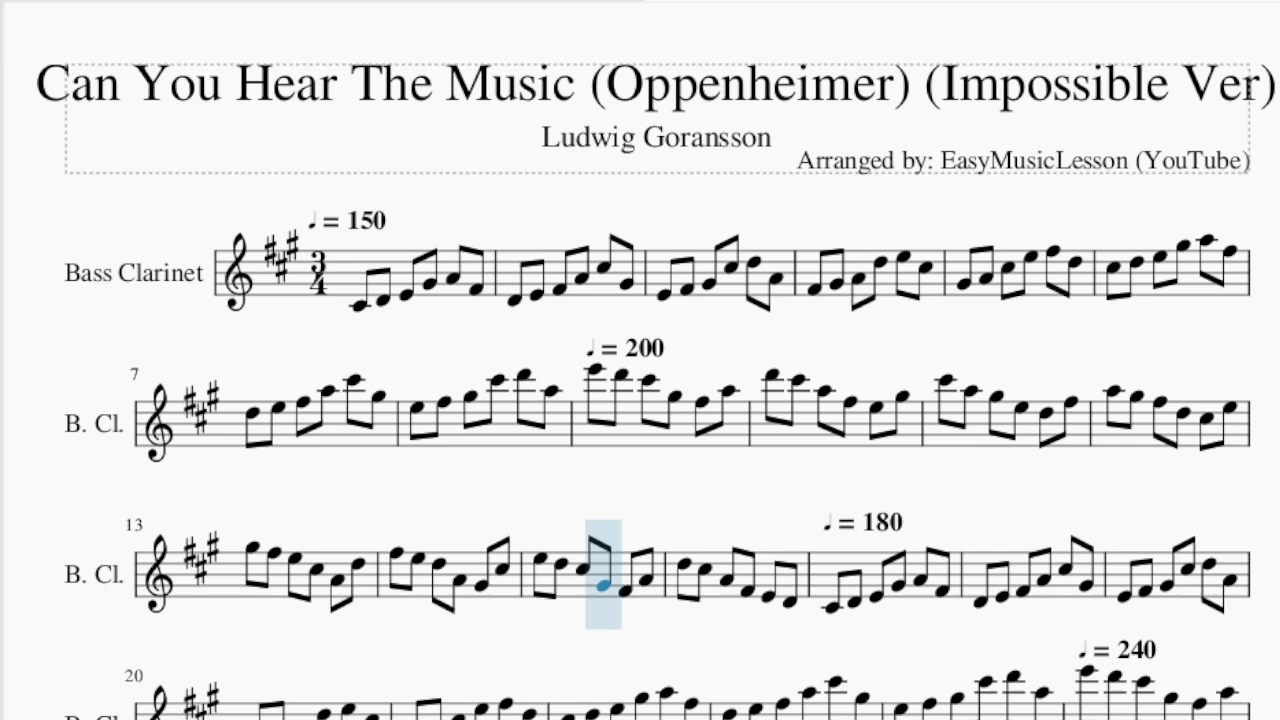 Can You Hear The Music (Oppenheimer) (Impossible Ver)
Ludwig Goransson
Arranged by: EasyMusicLesson (YouTube)
♩ = 150
Bass Clarinet
3
4
♩ = 200
7
B. Cl.
♩ = 180
13
B. Cl.
♩ = 240
20
B. Cl.